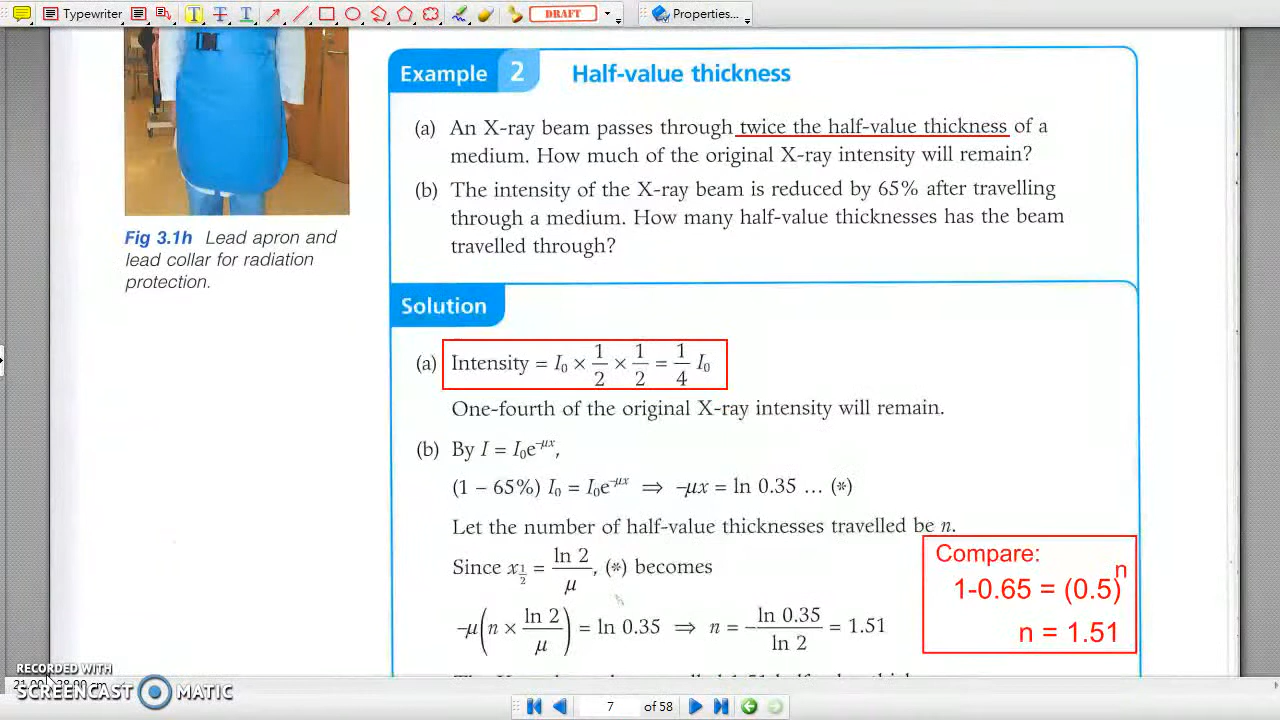 Typewriter
T T T
DRAFT
Properties...
Example 2 Half-value thickness
(a) An X-ray beam passes through twice the half-value thickness of a
medium. How much of the original X-ray intensity will remain?
(b) The intensity of the X-ray beam is reduced by 65% after travelling
through a medium. How many half-value thicknesses has the beam
travelled through?
Fig 3.1h Lead apron and
lead collar for radiation
protection.
Solution
(a) Intensity = I₀ × 1/2 × 1/2 = 1/4 I₀
One-fourth of the original X-ray intensity will remain.
(b) By I = I₀e^{-μx},
(1 – 65%) I₀ = I₀e^{-μx} ⇒ -μx = ln 0.35 ... (*)
Let the number of half-value thicknesses travelled be n.
Since x_{1/2} = ln 2/μ, (*) becomes
-μ(n × ln 2/μ) = ln 0.35 ⇒ n = -ln 0.35/ln 2 = 1.51
Compare:
1-0.65 = (0.5)^n
n = 1.51
RECORDED WITH
SCREENCAST MATIC
7 of 58